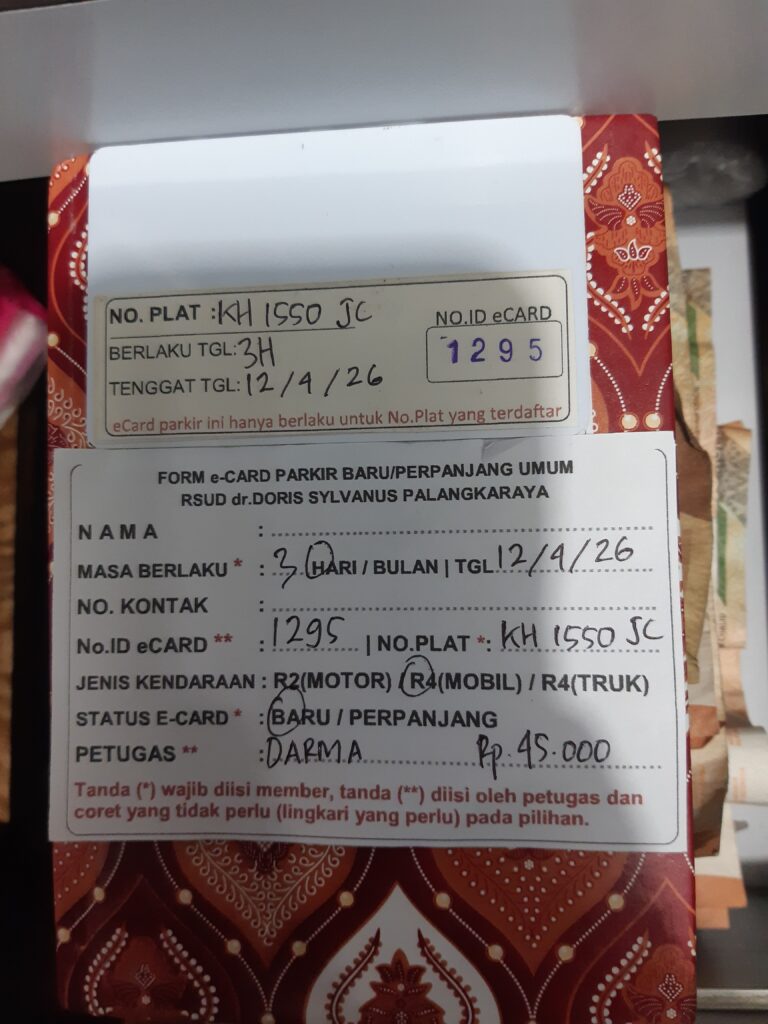 NO. PLAT : KH 1550 JC
NO.ID eCARD
1295
BERLAKU TGL: 3H
TENGGAT TGL: 12/4/26
eCard parkir ini hanya berlaku untuk No.Plat yang terdaftar
FORM e-CARD PARKIR BARU/PERPANJANG UMUM
RSUD dr.DORIS SYLVANUS PALANGKARAYA
NAMA :
MASA BERLAKU * : 3 HARI / BULAN | TGL 12/4/26
NO. KONTAK :
No.ID eCARD ** : 1295 | NO.PLAT *: KH 1550 JC
JENIS KENDARAAN : R2(MOTOR) / R4(MOBIL) / R4(TRUK)
STATUS E-CARD * : BARU / PERPANJANG
PETUGAS ** : DARMA Rp. 45.000
Tanda (*) wajib diisi member, tanda (**) diisi oleh petugas dan
coret yang tidak perlu (lingkari yang perlu) pada pilihan.